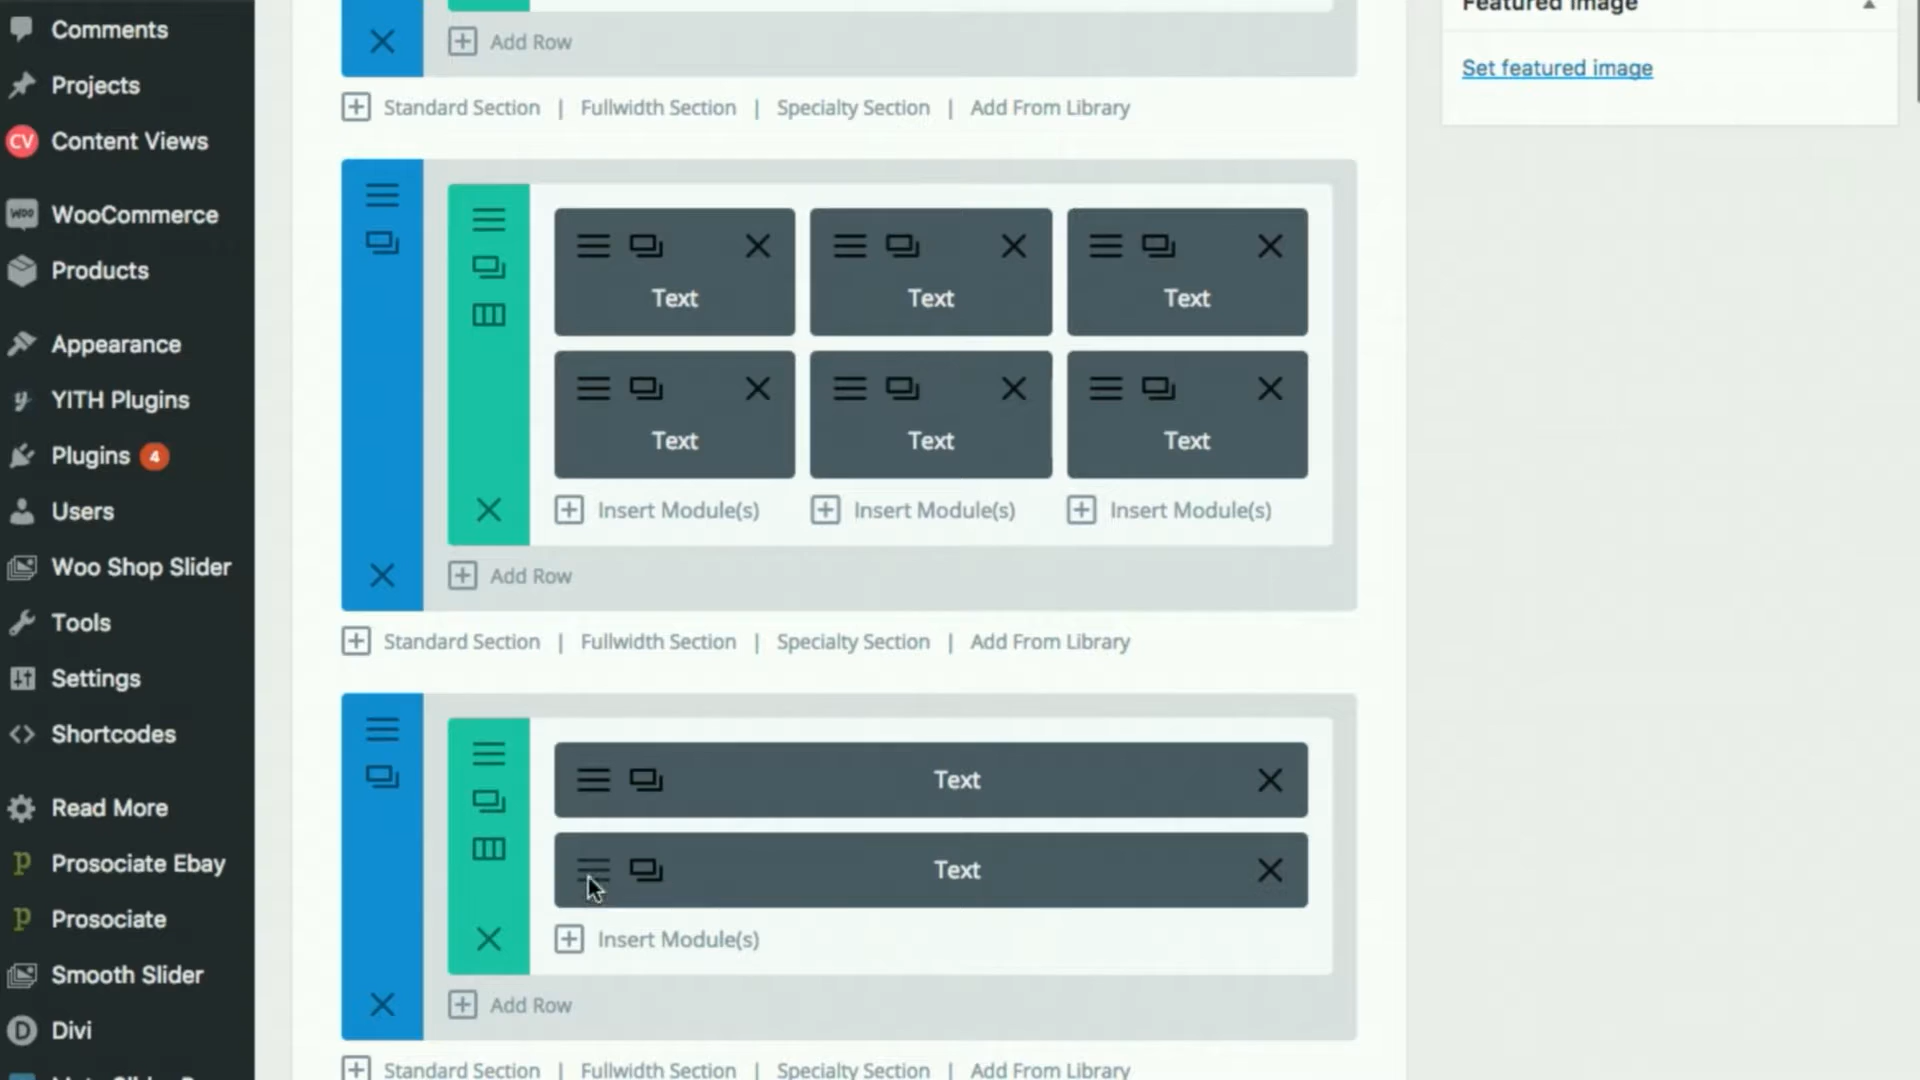 Comments
Projects
CV Content Views
WOO WooCommerce
Products
Appearance
YITH Plugins
Plugins 4
Users
Woo Shop Slider
Tools
Settings
Shortcodes
Read More
Prosociate Ebay
Prosociate
Smooth Slider
Divi
Add Row
Standard Section | Fullwidth Section | Specialty Section | Add From Library
Text Text Text
Text Text Text
Insert Module(s) Insert Module(s) Insert Module(s)
Add Row
Standard Section | Fullwidth Section | Specialty Section | Add From Library
Text
Text
Insert Module(s)
Add Row
Standard Section | Fullwidth Section | Specialty Section | Add From Library
Featured Image
Set featured image